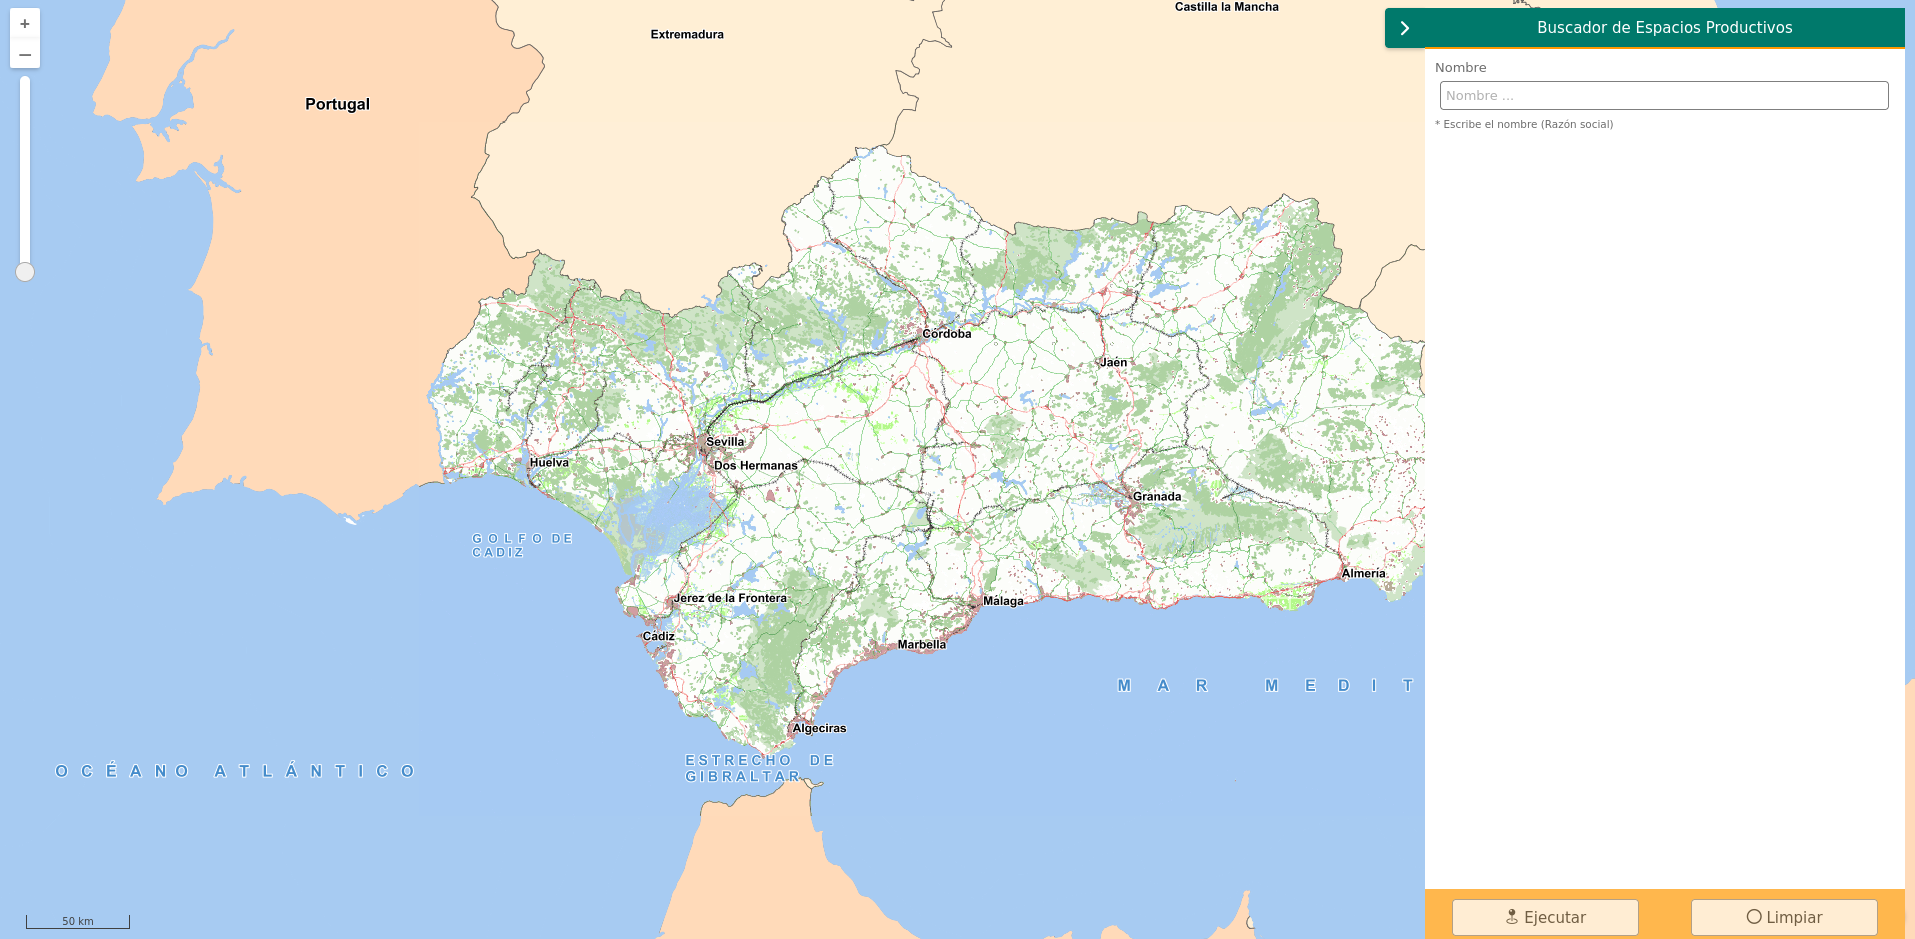 +
–
Castilla la Mancha
Extremadura
Portugal
Córdoba
Jaén
Sevilla
Huelva
Dos Hermanas
Granada
GOLFO DE
CADIZ
Almería
Jerez de la Frontera
Málaga
Cádiz
Marbella
MAR MEDIT
Algeciras
ESTRECHO DE
GIBRALTAR
OCÉANO ATLÁNTICO
50 km
Buscador de Espacios Productivos
Nombre
Nombre ...
* Escribe el nombre (Razón social)
Ejecutar
Limpiar